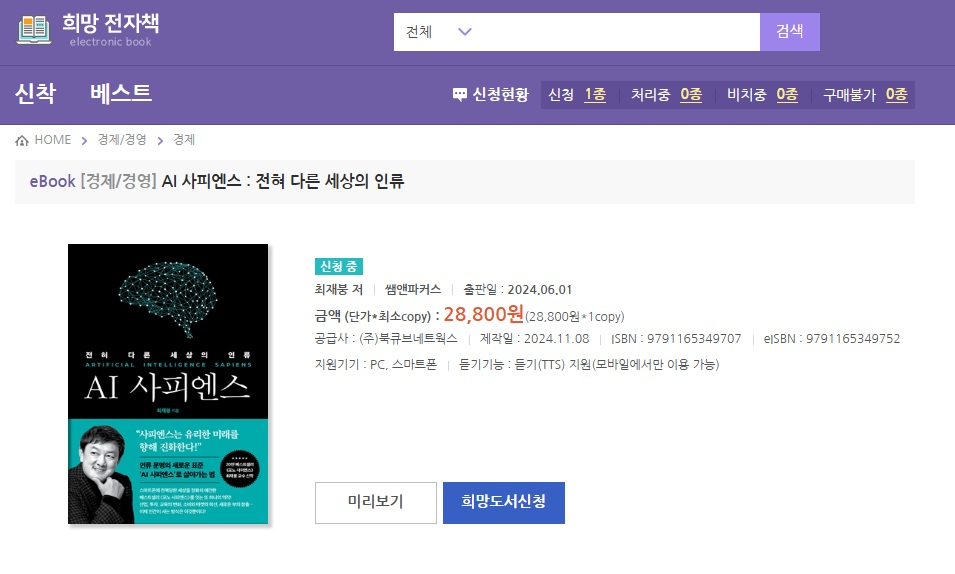 희망 전자책
electronic book
전체
검색
신착 베스트
신청현황 신청 1종 처리중 0종 비치중 0종 구매불가 0종
HOME > 경제/경영 > 경제
eBook [경제/경영] AI 사피엔스 : 전혀 다른 세상의 인류
전혀 다른 세상의 인류
ARTIFICIAL INTELLIGENCE SAPIENS
AI 사피엔스
최재붕 지음
"사피엔스는 유리한 미래를
향해 진화한다!"
인류 문명의 새로운 표준
'AI 사피엔스'로 살아가는 법
신청 중
최재붕 저 | 쌤앤파커스 | 출판일 : 2024.06.01
금액 (단가*최소copy) : 28,800원(28,800원*1copy)
공급사 : (주)북큐브네트웍스 | 제작일 : 2024.11.08 | ISBN : 9791165349707 | eISBN : 9791165349752
지원기기 : PC, 스마트폰 | 듣기기능 : 듣기(TTS) 지원(모바일에서만 이용 가능)
미리보기
희망도서신청